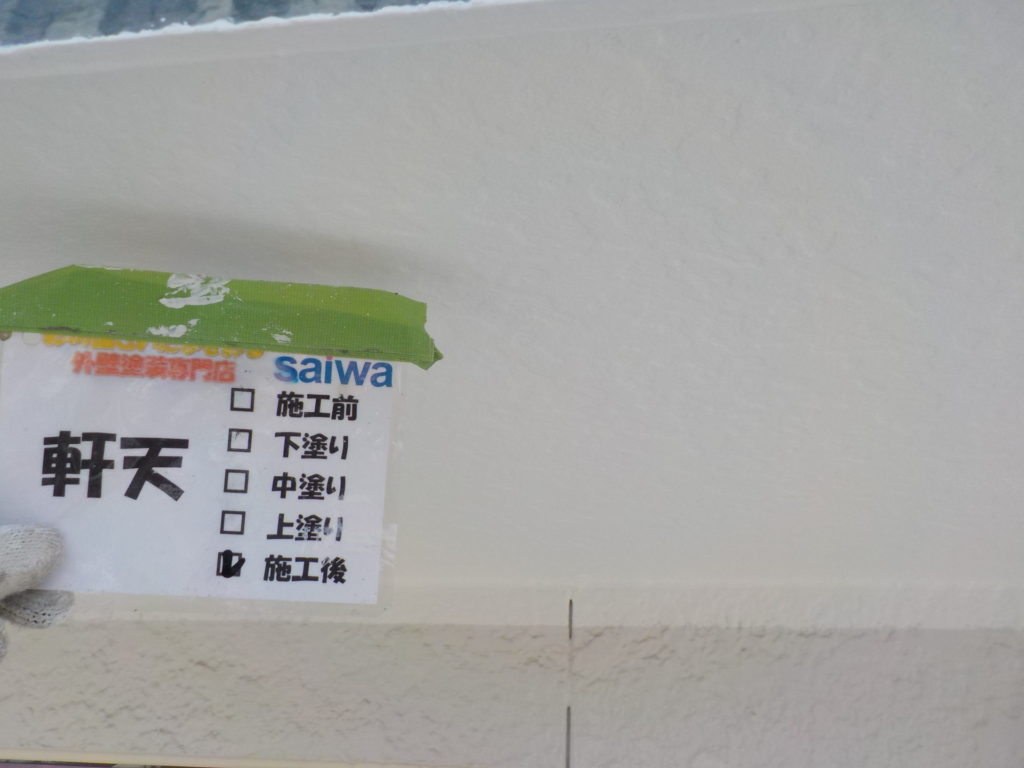 外壁塗装専門店 saiwa
軒天
施工前
下塗り
中塗り
上塗り
施工後